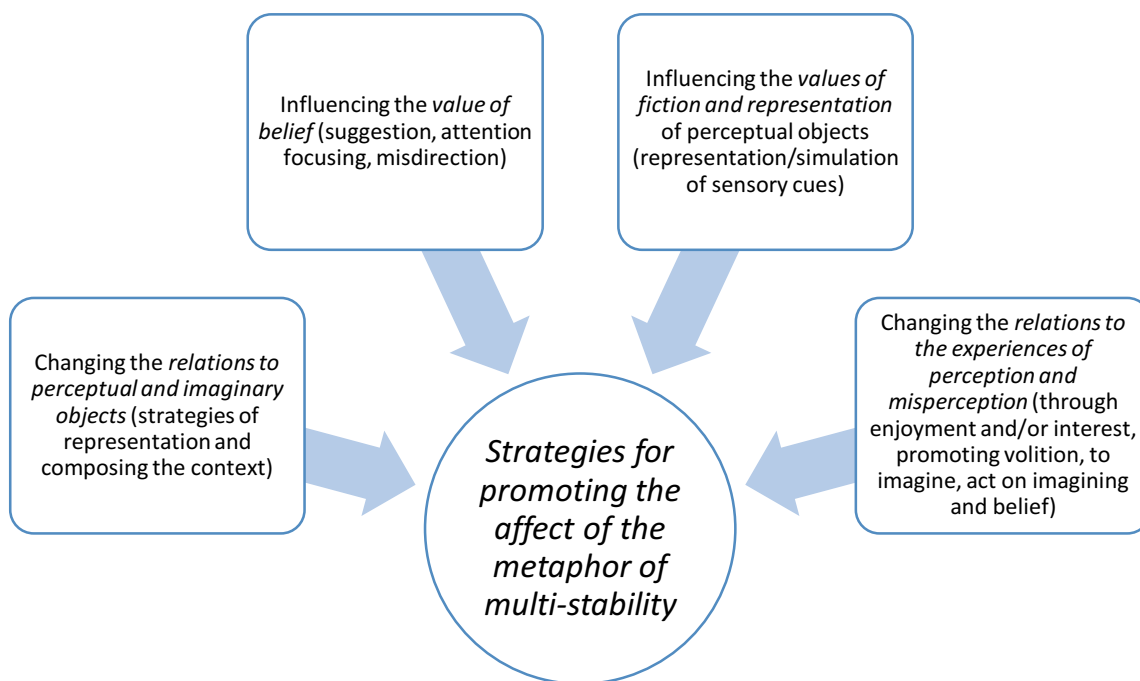 Influencing the value of
belief (suggestion, attention
focusing, misdirection)
Influencing the values of
fiction and representation
of perceptual objects
(representation/simulation
of sensory cues)
Changing the relations to
perceptual and imaginary
objects (strategies of
representation and
composing the context)
Changing the relations to
the experiences of
perception and
misperception (through
enjoyment and/or interest,
promoting volition, to
imagine, act on imagining
and belief)
Strategies for
promoting the
affect of the
metaphor of
multi-stability